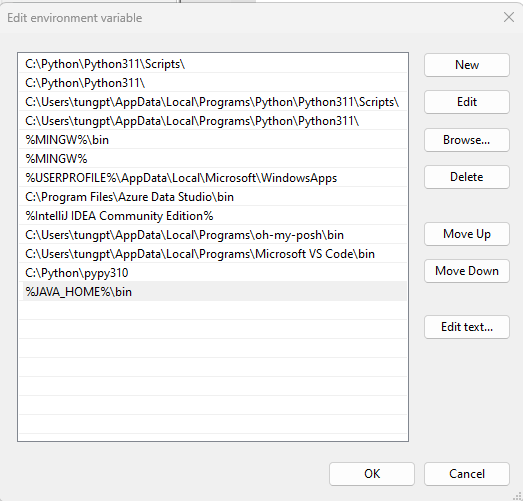 Edit environment variable
C:\Python\Python311\Scripts\
C:\Python\Python311\
C:\Users\tungpt\AppData\Local\Programs\Python\Python311\Scripts\
C:\Users\tungpt\AppData\Local\Programs\Python\Python311\
%MINGW%\bin
%MINGW%
%USERPROFILE%\AppData\Local\Microsoft\WindowsApps
C:\Program Files\Azure Data Studio\bin
%IntelliJ IDEA Community Edition%
C:\Users\tungpt\AppData\Local\Programs\oh-my-posh\bin
C:\Users\tungpt\AppData\Local\Programs\Microsoft VS Code\bin
C:\Python\pypy310
%JAVA_HOME%\bin
New
Edit
Browse...
Delete
Move Up
Move Down
Edit text...
OK
Cancel